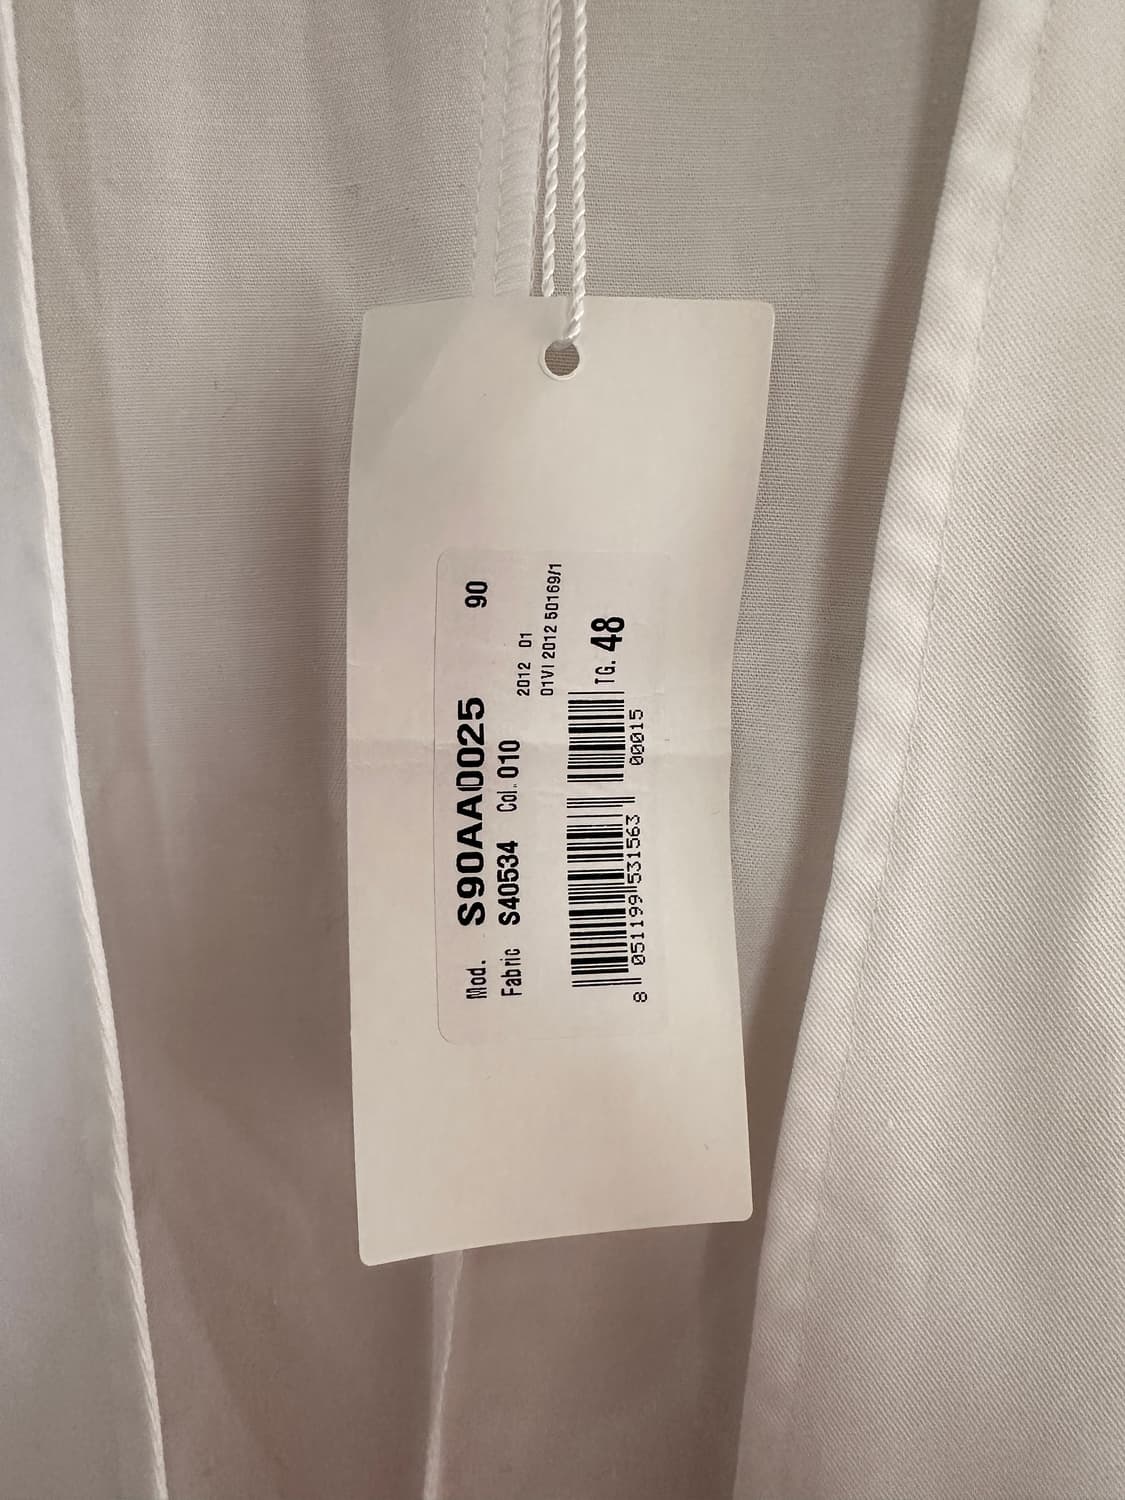 Mod. S90AA0025 90
Fabric S40534 Col. 010
2012 01
01VI 2012 50169/1
TG. 48
8 051199 531563 00015